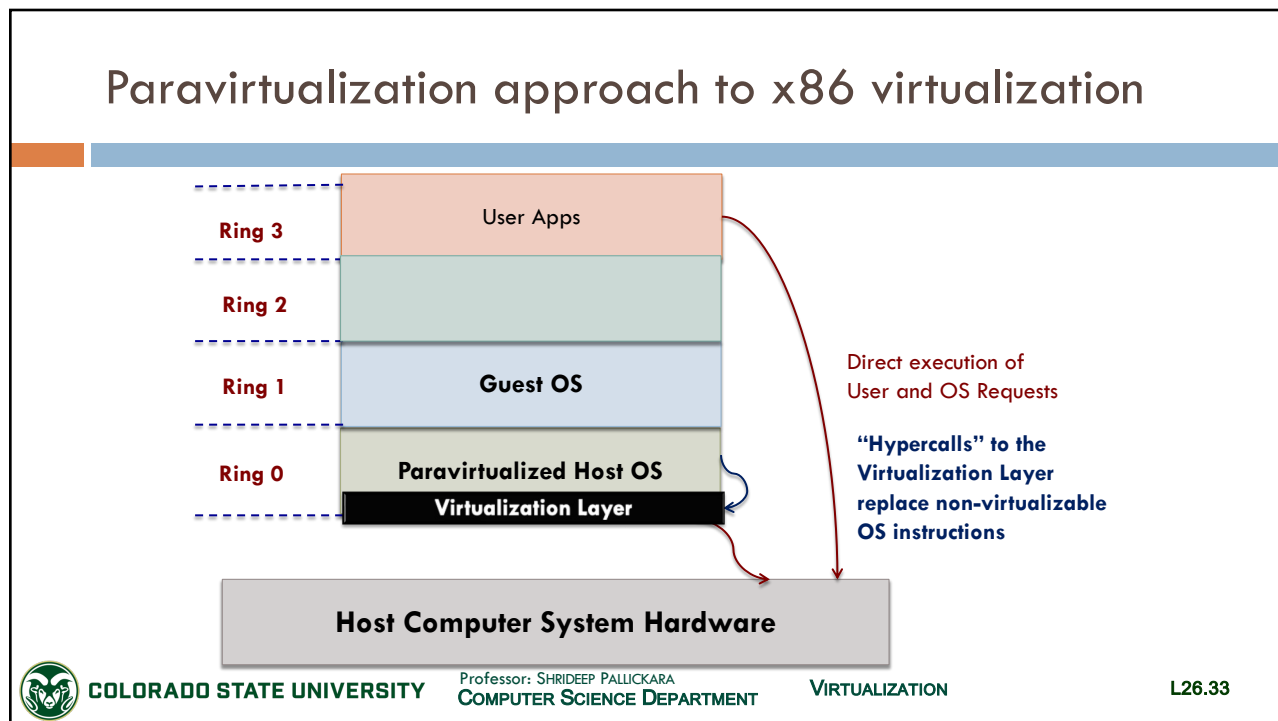 Paravirtualization approach to x86 virtualization
Ring 3
User Apps
Ring 2
Ring 1
Guest OS
Ring 0
Paravirtualized Host OS
Virtualization Layer
Direct execution of
User and OS Requests
“Hypercalls” to the
Virtualization Layer
replace non-virtualizable
OS instructions
Host Computer System Hardware
COLORADO STATE UNIVERSITY
Professor: SHRIDEEP PALLICKARA
COMPUTER SCIENCE DEPARTMENT
VIRTUALIZATION
L26.33